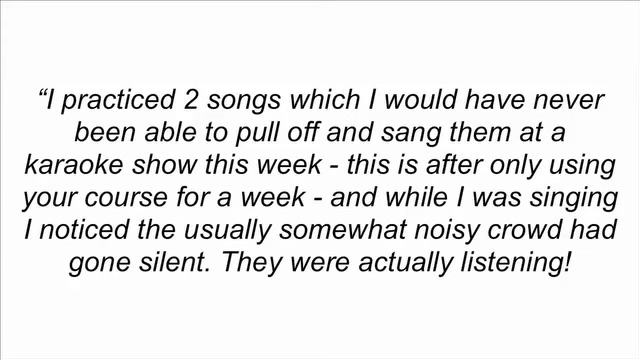 “I practiced 2 songs which I would have never
been able to pull off and sang them at a
karaoke show this week - this is after only using
your course for a week - and while I was singing
I noticed the usually somewhat noisy crowd had
gone silent. They were actually listening!